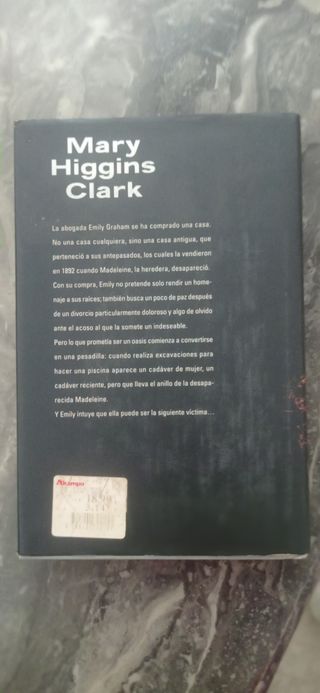 Mary
Higgins
Clark
La abogada Emily Graham se ha comprado una casa.
No una casa cualquiera, sino una casa antigua, que
perteneció a sus antepasados, los cuales la vendieron
en 1892 cuando Madeleine, la heredera, desapareció.
Con su compra, Emily no pretende solo rendir un home-
naje a sus raíces; también busca un poco de paz después
de un divorcio particularmente doloroso y algo de olvido
ante el acoso al que la somete un indeseable.
Pero lo que prometía ser un oasis comienza a convertirse
en una pesadilla: cuando realiza excavaciones para
hacer una piscina aparece un cadáver de mujer, un
cadáver reciente, pero que lleva el anillo de la desapa-
recida Madeleine.
Y Emily intuye que ella puede ser la siguiente víctima...
Alcampo